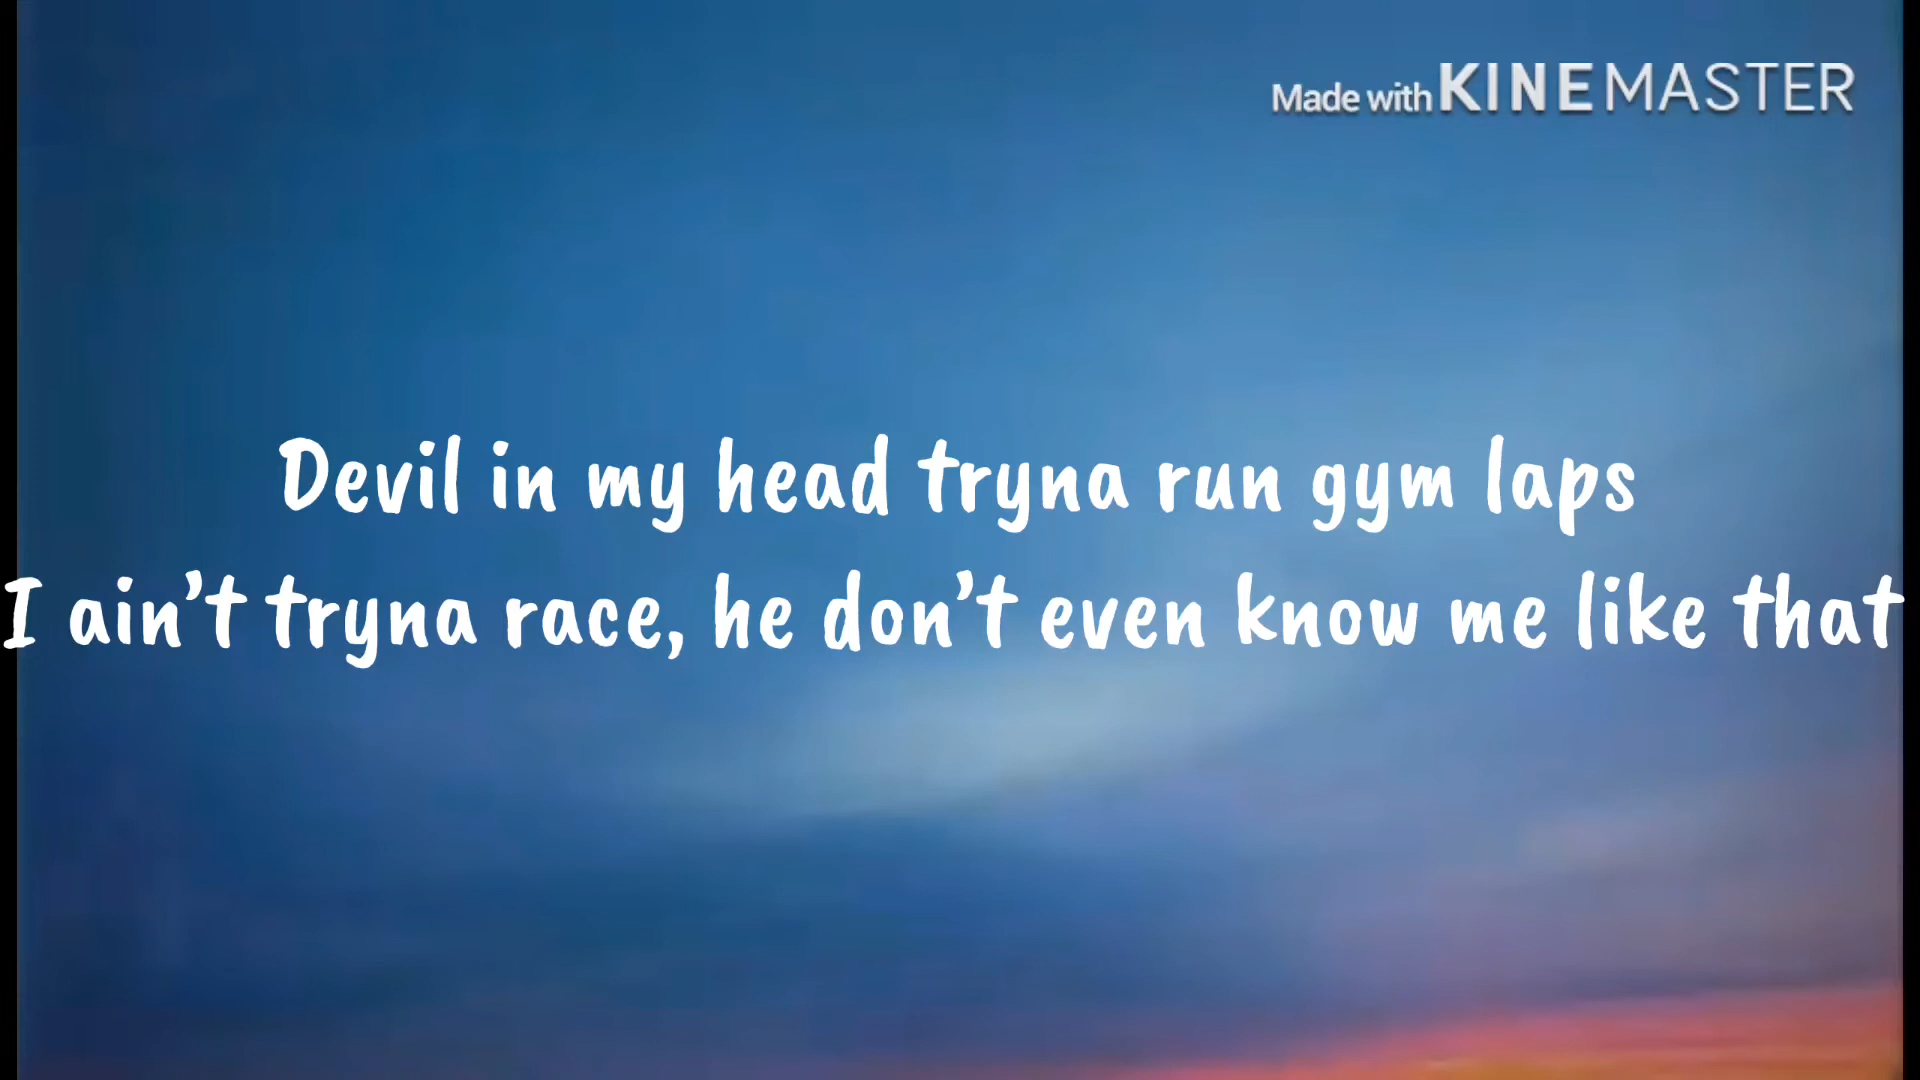 Made with KINEMASTER
Devil in my head tryna run gym laps
I ain't tryna race, he don't even know me like that